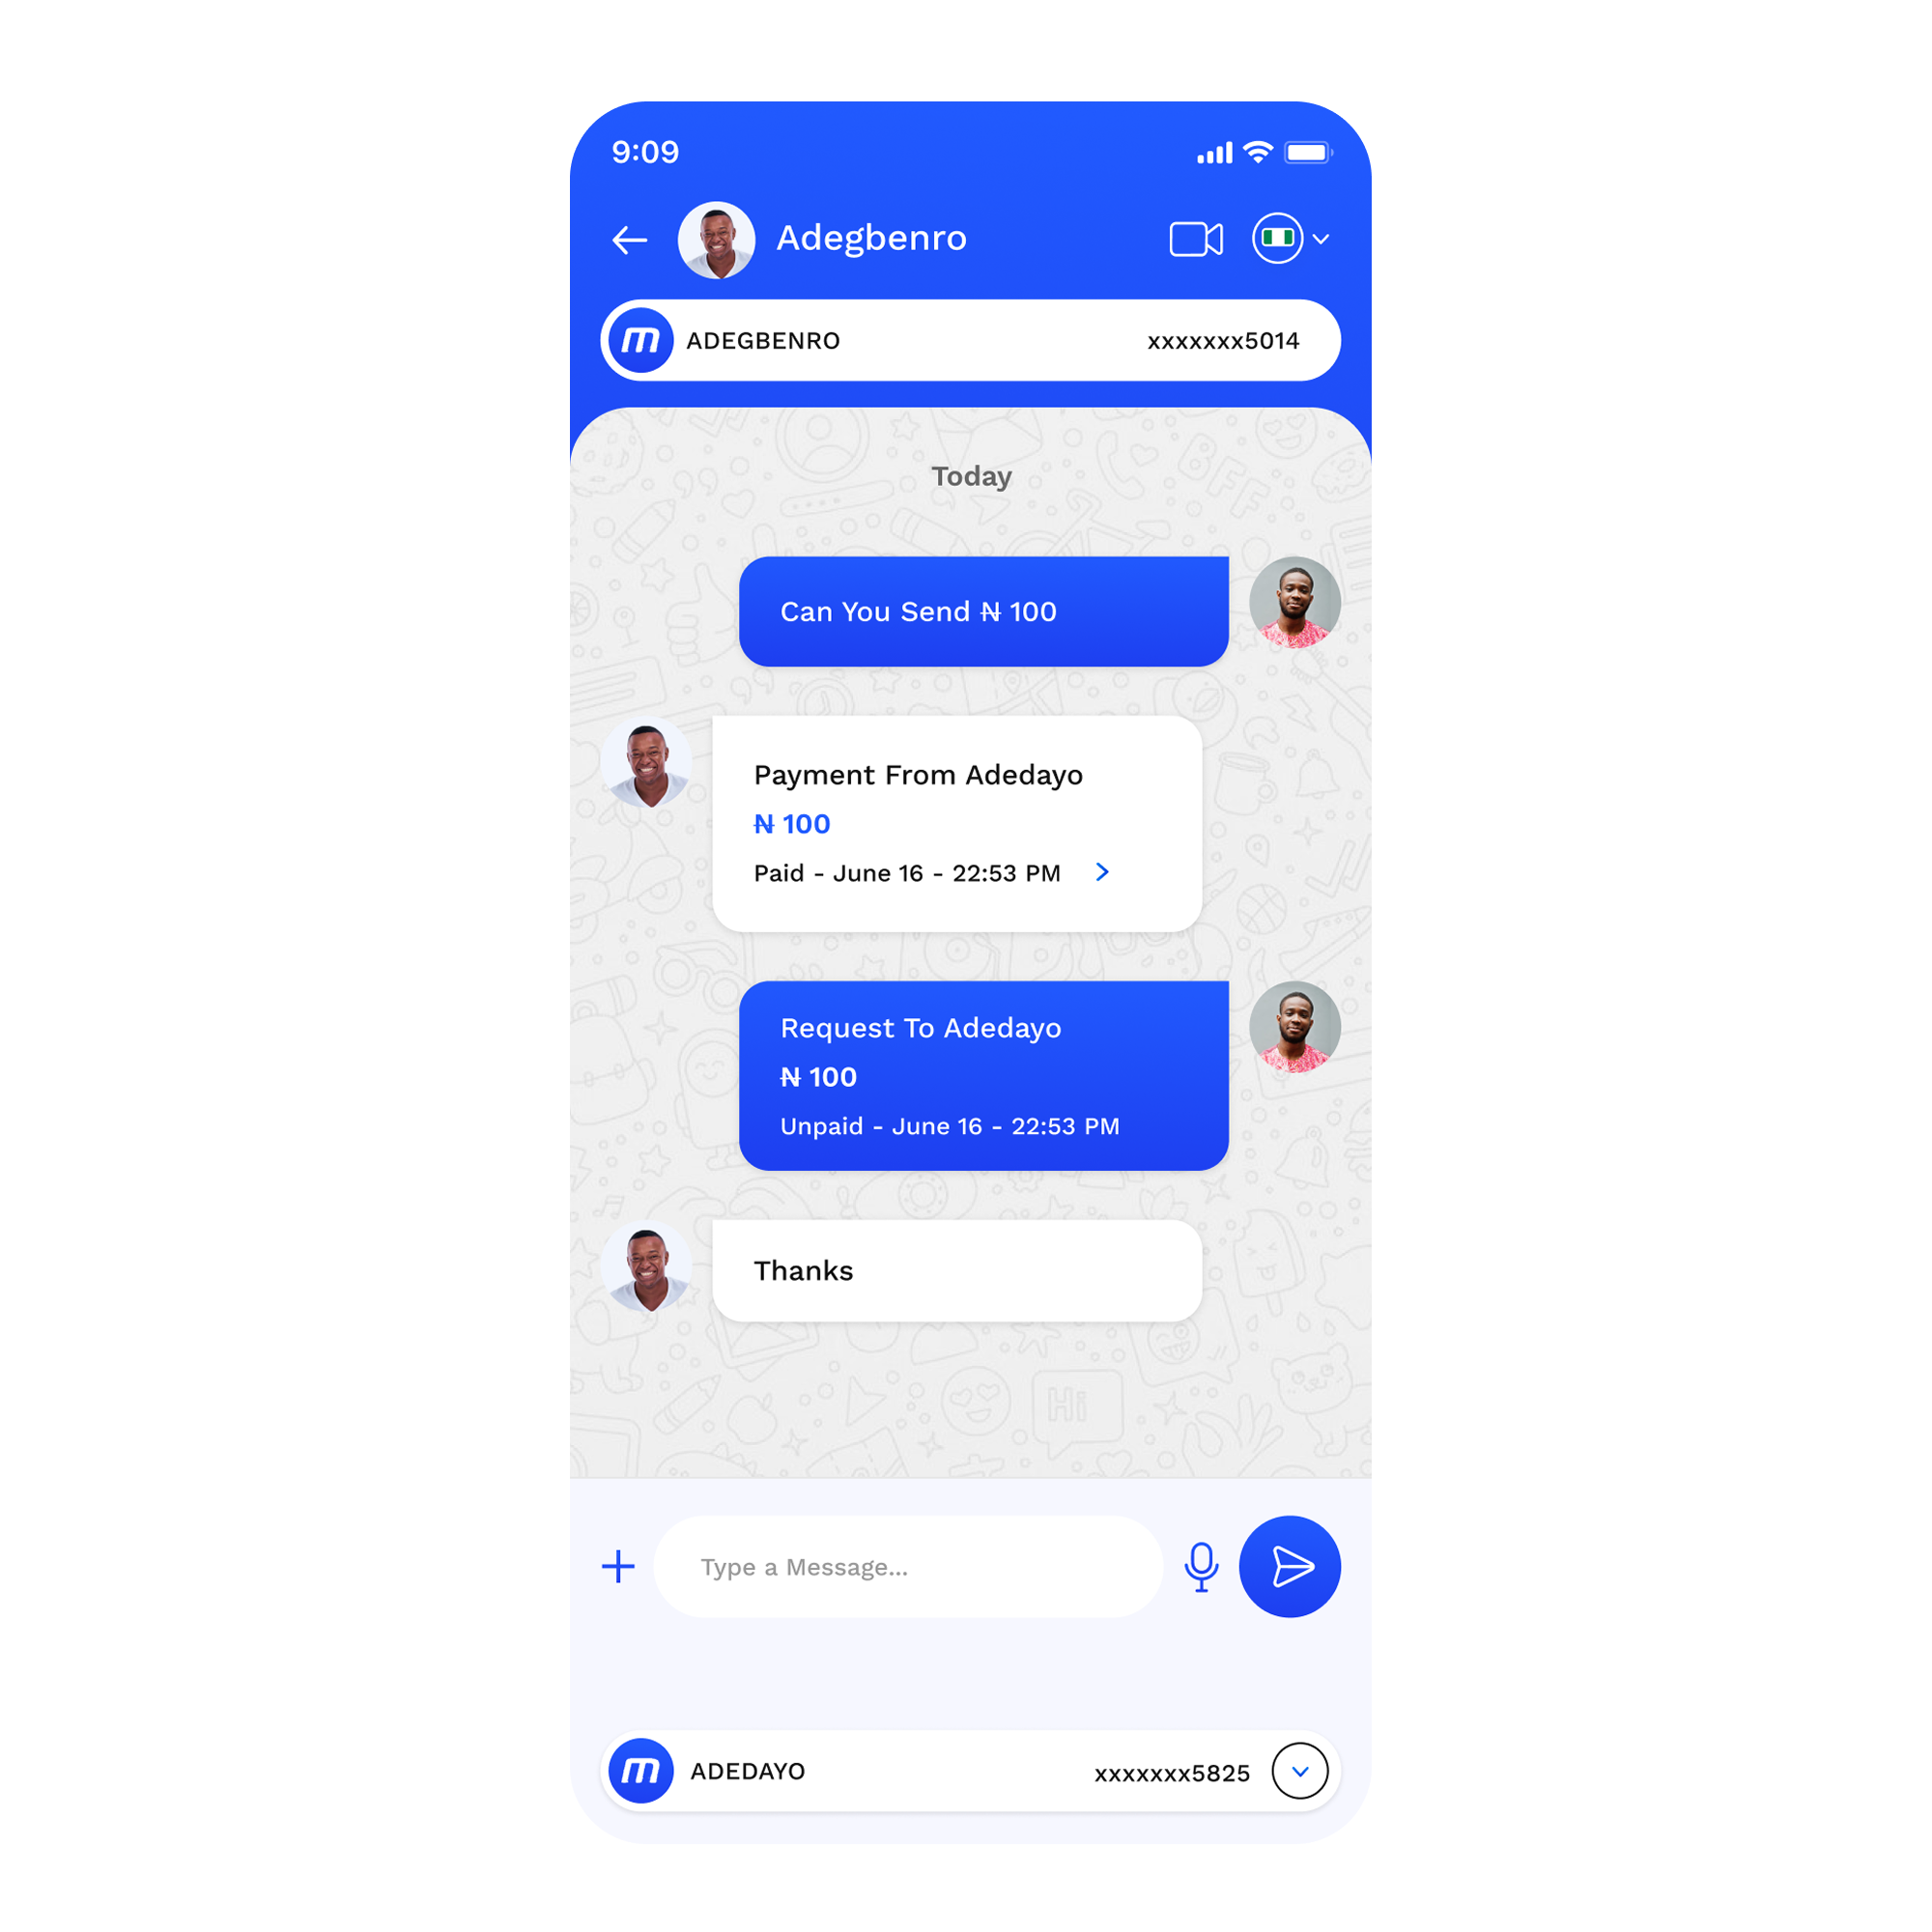 9:09
Adegbenro
m ADEGBENRO xxxxxxx5014
Today
BFF
Can You Send ₦ 100
Payment From Adedayo
₦ 100
Paid - June 16 - 22:53 PM
Request To Adedayo
₦ 100
Unpaid - June 16 - 22:53 PM
Thanks
Hi
Type a Message...
m ADEDAYO xxxxxxx5825